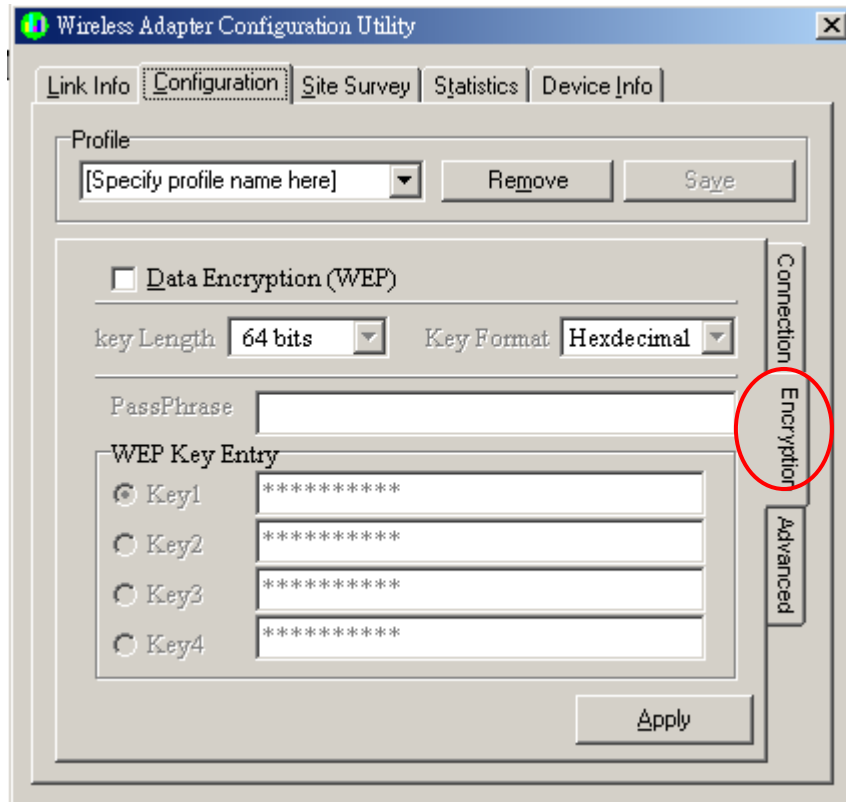 Wireless Adapter Configuration Utility
Link Info Configuration Site Survey Statistics Device Info
Profile
[Specify profile name here] Remove Save
Data Encryption (WEP)
key Length 64 bits Key Format Hexdecimal
PassPhrase
WEP Key Entry
Key1 **********
Key2 **********
Key3 **********
Key4 **********
Apply
Connection
Encryption
Advanced